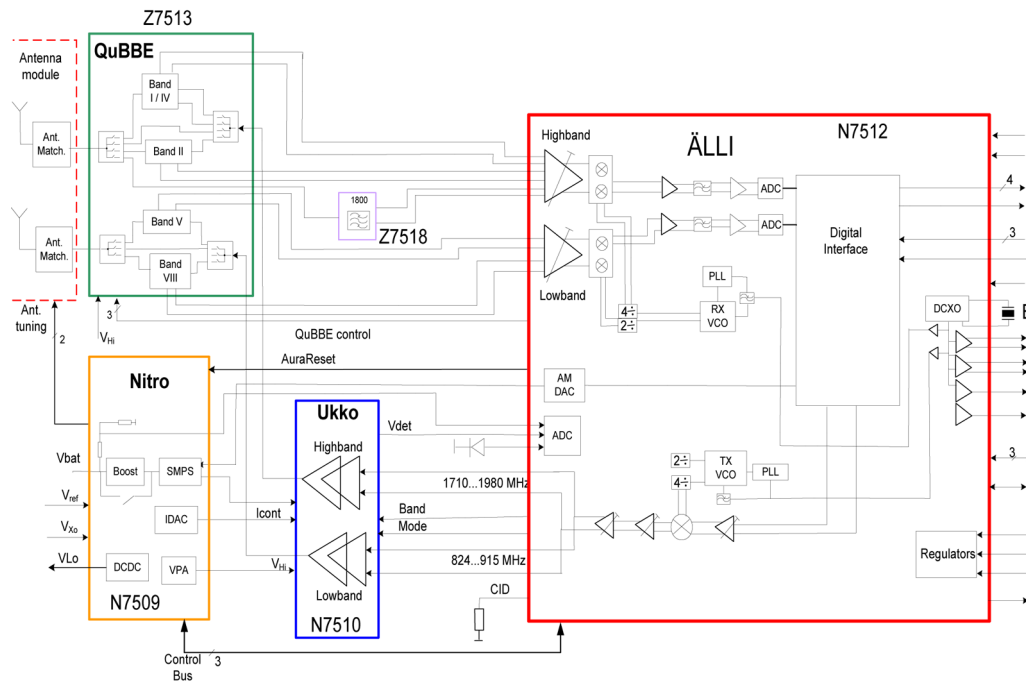 Z7513
QuBBE
Antenna
module
Ant.
Match.
Ant.
Match.
Band
I / IV
Band II
Band V
Band
VIII
1800
Z7518
Highband
ÄLLI
N7512
Lowband
ADC
ADC
Digital
Interface
PLL
RX
VCO
4÷
2÷
4
3
DCXO
Ant.
tuning
2
VHi
3
QuBBE control
AuraReset
Nitro
Vbat
Boost
SMPS
Vref
IDAC
VXo
VLo
DCDC
VPA
N7509
Icont
VHi
Ukko
Highband
Lowband
N7510
Vdet
AM
DAC
ADC
1710...1980 MHz
Band
Mode
824...915 MHz
CID
2÷
4÷
TX
VCO
PLL
3
Regulators
Control
Bus
3